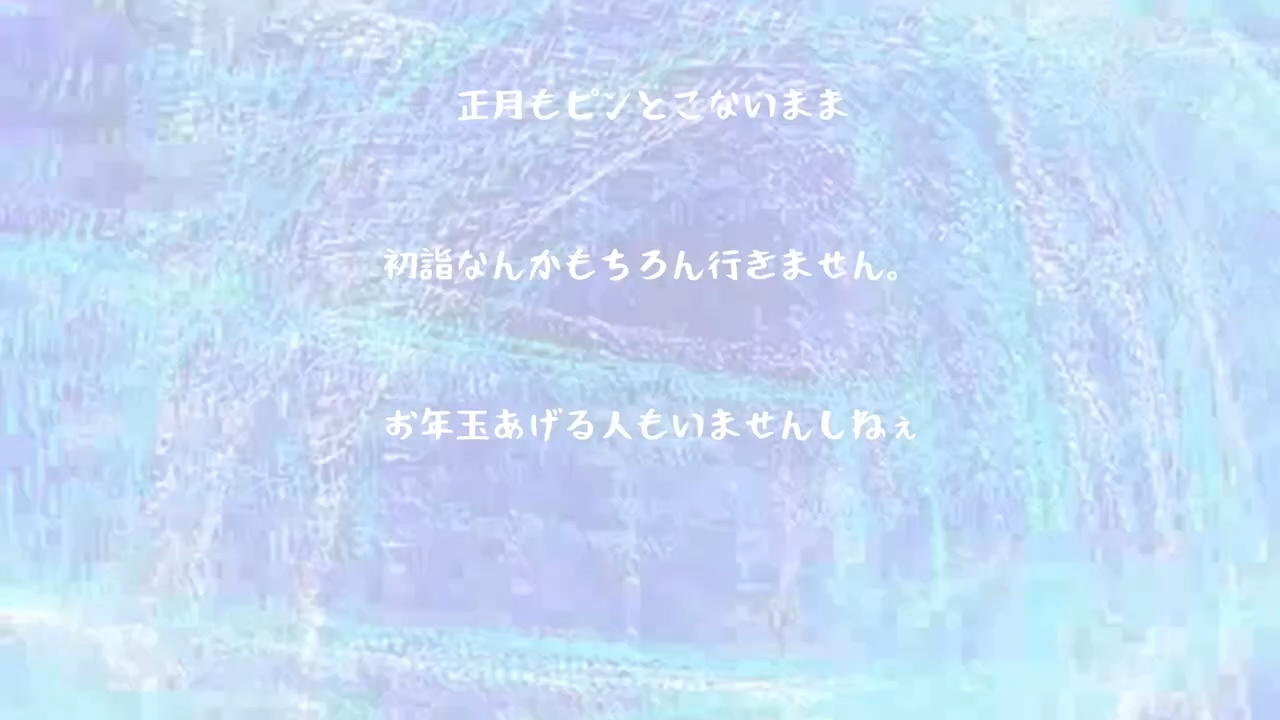 正月もピンとこないまま
初詣なんかもちろん行きません。
お年玉あげる人もいませんしねぇ